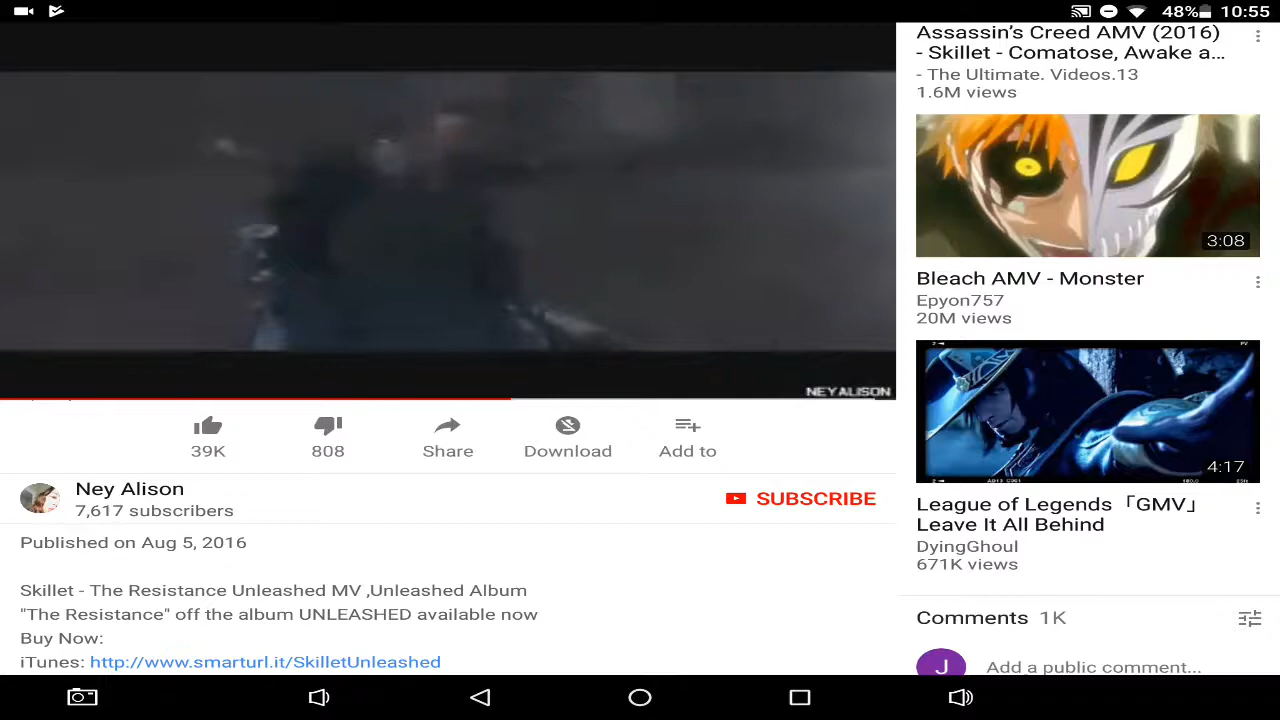 48% 10:55
NEY ALISON
39K
808
Share
Download
Add to
Ney Alison
7,617 subscribers
SUBSCRIBE
Published on Aug 5, 2016
Skillet - The Resistance Unleashed MV ,Unleashed Album
"The Resistance" off the album UNLEASHED available now
Buy Now:
iTunes: http://www.smarturl.it/SkilletUnleashed
Assassin's Creed AMV (2016)
- Skillet - Comatose, Awake a...
- The Ultimate. Videos.13
1.6M views
3:08
Bleach AMV - Monster
Epyon757
20M views
4:17
League of Legends「GMV」
Leave It All Behind
DyingGhoul
671K views
Comments 1K
J
Add a public comment...